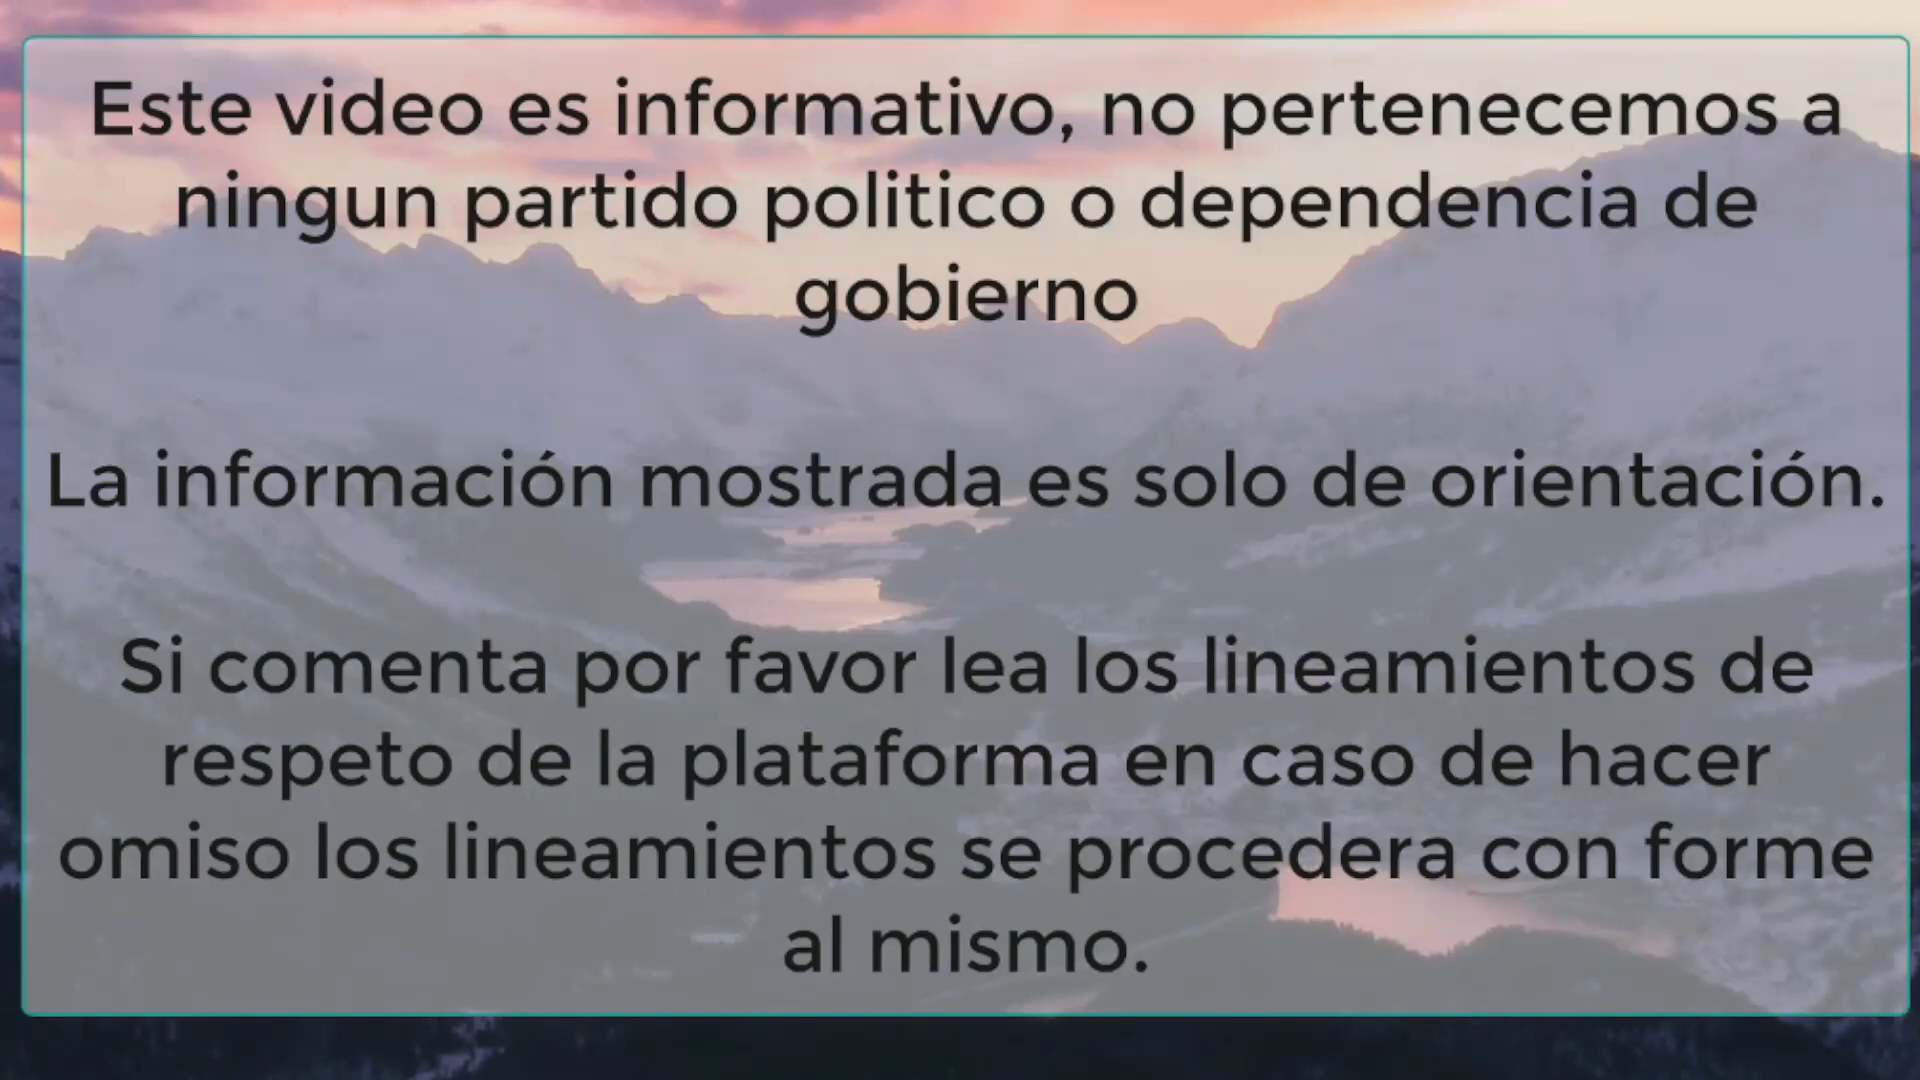 Este video es informativo, no pertenecemos a
ningun partido politico o dependencia de
gobierno
La información mostrada es solo de orientación.
Si comenta por favor lea los lineamientos de
respeto de la plataforma en caso de hacer
omiso los lineamientos se procedera con forme
al mismo.